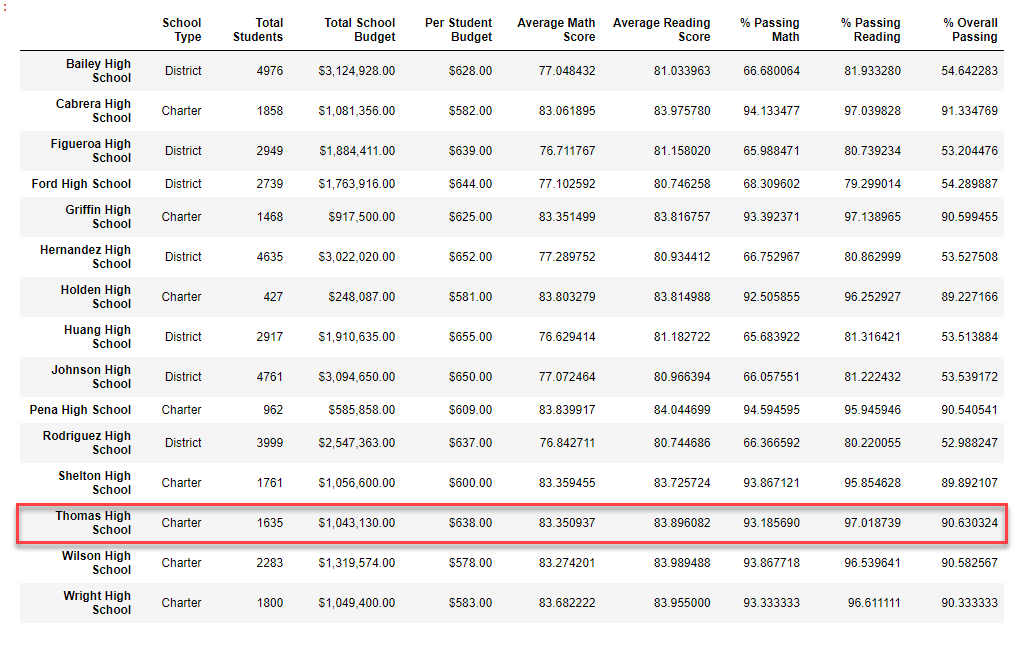 :
School Type Total Students Total School Budget Per Student Budget Average Math Score Average Reading Score % Passing Math % Passing Reading % Overall Passing
Bailey High School District 4976 $3,124,928.00 $628.00 77.048432 81.033963 66.680064 81.933280 54.642283
Cabrera High School Charter 1858 $1,081,356.00 $582.00 83.061895 83.975780 94.133477 97.039828 91.334769
Figueroa High School District 2949 $1,884,411.00 $639.00 76.711767 81.158020 65.988471 80.739234 53.204476
Ford High School District 2739 $1,763,916.00 $644.00 77.102592 80.746258 68.309602 79.299014 54.289887
Griffin High School Charter 1468 $917,500.00 $625.00 83.351499 83.816757 93.392371 97.138965 90.599455
Hernandez High School District 4635 $3,022,020.00 $652.00 77.289752 80.934412 66.752967 80.862999 53.527508
Holden High School Charter 427 $248,087.00 $581.00 83.803279 83.814988 92.505855 96.252927 89.227166
Huang High School District 2917 $1,910,635.00 $655.00 76.629414 81.182722 65.683922 81.316421 53.513884
Johnson High School District 4761 $3,094,650.00 $650.00 77.072464 80.966394 66.057551 81.222432 53.539172
Pena High School Charter 962 $585,858.00 $609.00 83.839917 84.044699 94.594595 95.945946 90.540541
Rodriguez High School District 3999 $2,547,363.00 $637.00 76.842711 80.744686 66.366592 80.220055 52.988247
Shelton High School Charter 1761 $1,056,600.00 $600.00 83.359455 83.725724 93.867121 95.854628 89.892107
Thomas High School Charter 1635 $1,043,130.00 $638.00 83.350937 83.896082 93.185690 97.018739 90.630324
Wilson High School Charter 2283 $1,319,574.00 $578.00 83.274201 83.989488 93.867718 96.539641 90.582567
Wright High School Charter 1800 $1,049,400.00 $583.00 83.682222 83.955000 93.333333 96.611111 90.333333